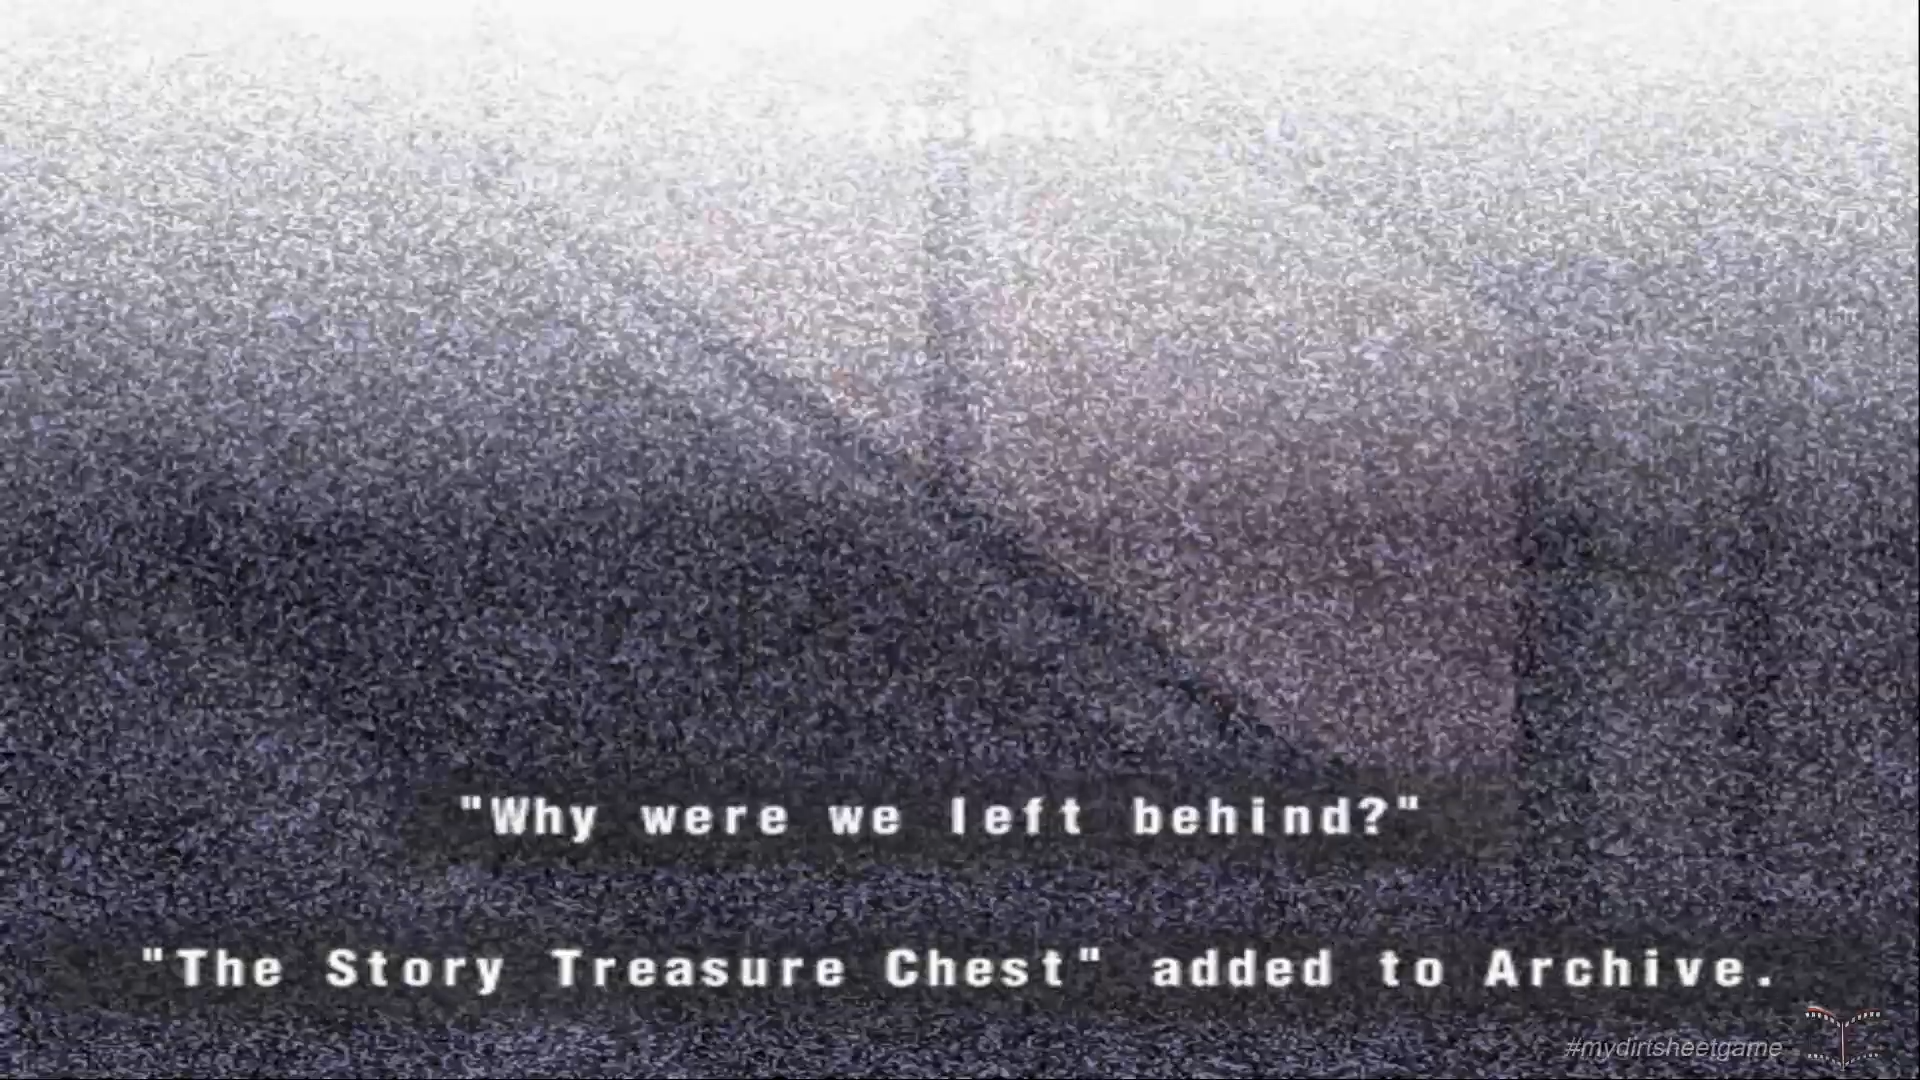 "Why were we left behind?"
"The Story Treasure Chest" added to Archive.
#mydirtsheetgame